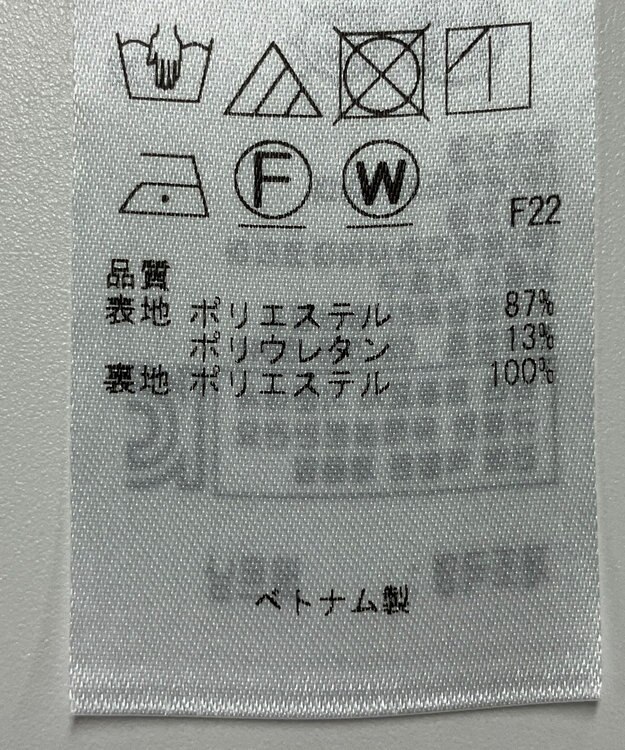 F W
F22
品質
表地 ポリエステル 87%
ポリウレタン 13%
裏地 ポリエステル 100%
ベトナム製